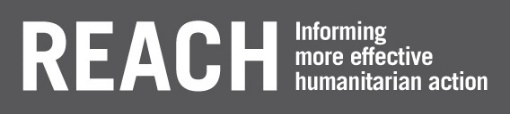 REACH
Informing
more effective
humanitarian action